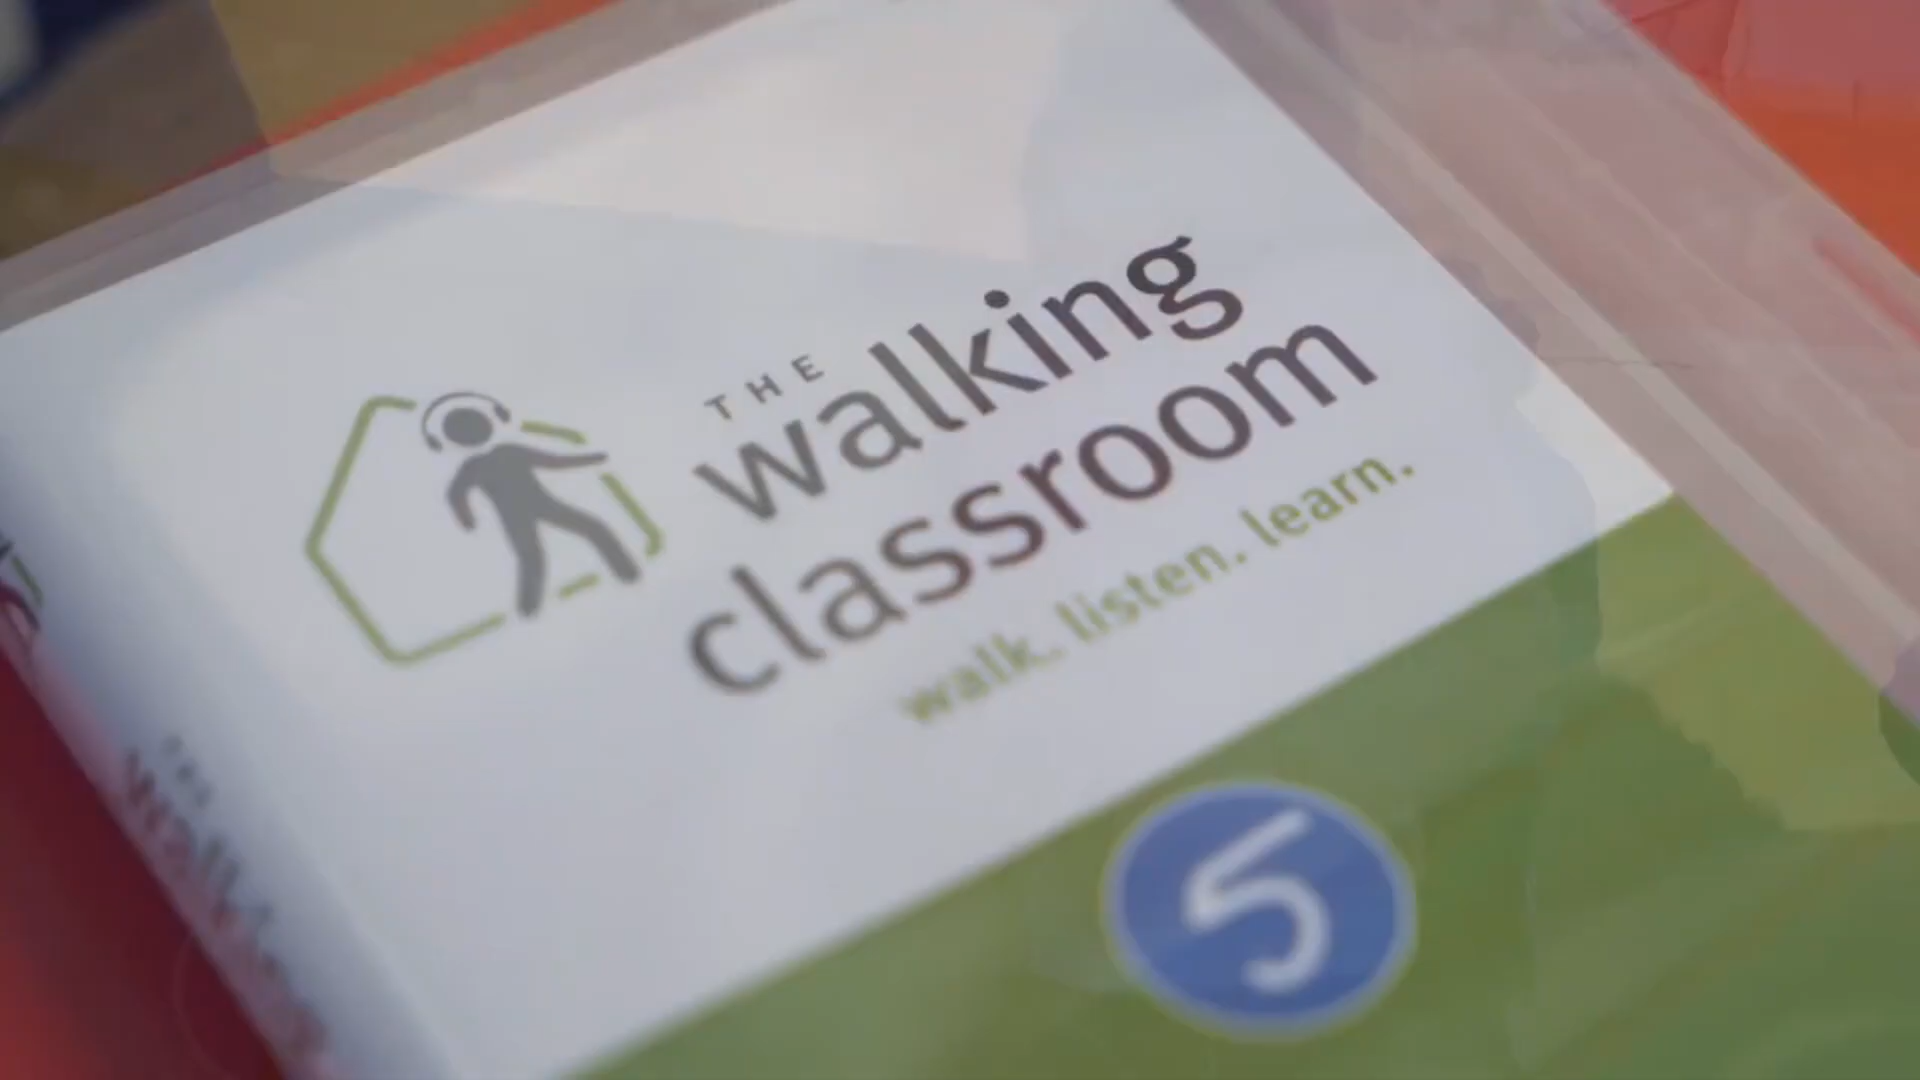 THE
walking
classroom
walk. listen. learn.
5